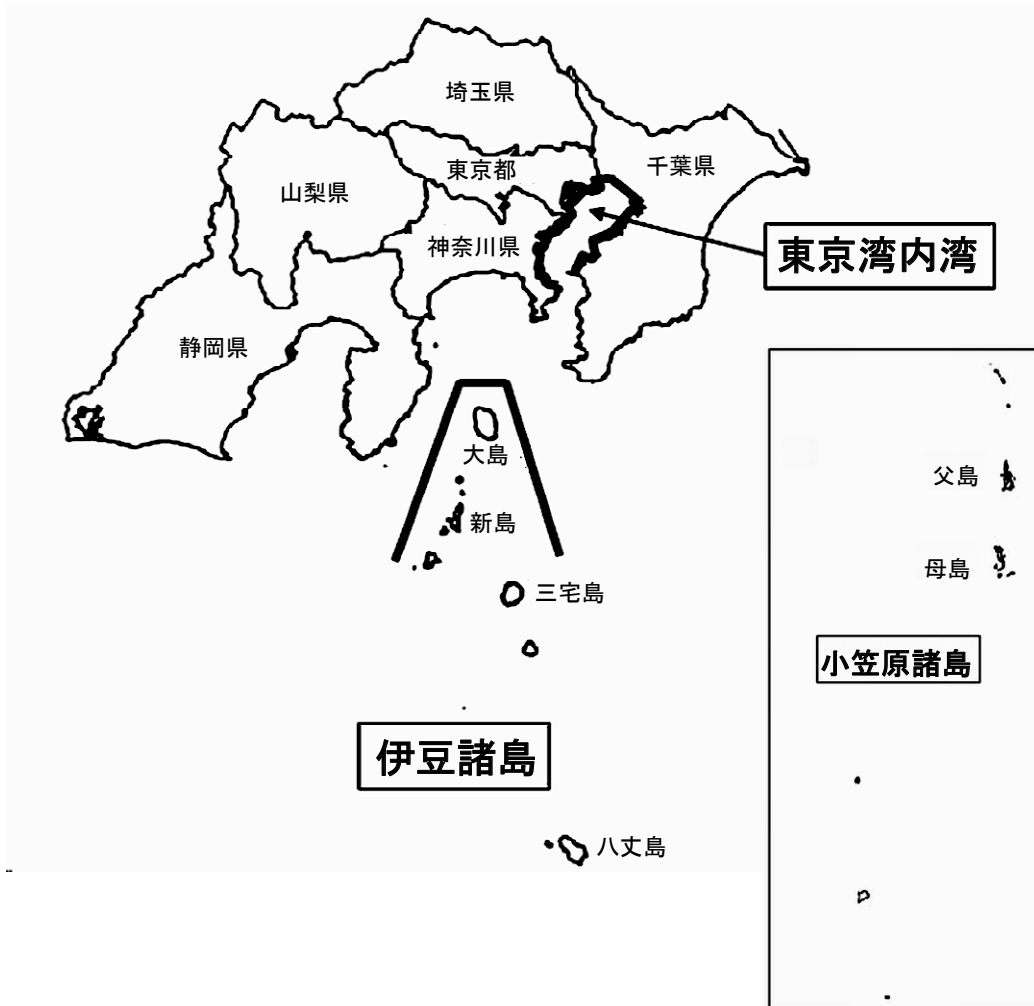 埼玉県
東京都
千葉県
山梨県
神奈川県
東京湾内湾
静岡県
大島
新島
三宅島
伊豆諸島
八丈島
父島
母島
小笠原諸島